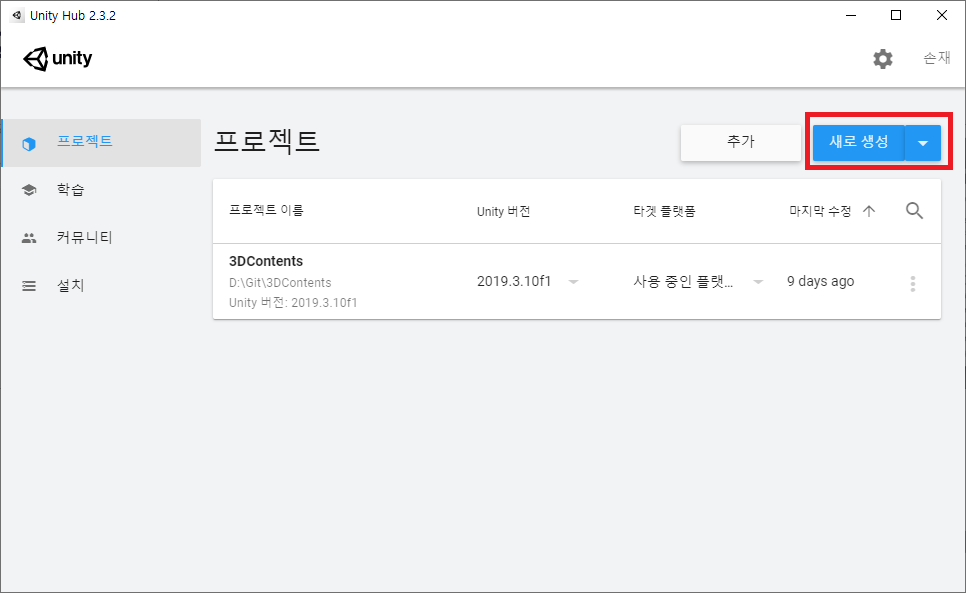 Unity Hub 2.3.2
unity
손재
프로젝트
학습
커뮤니티
설치
프로젝트
추가
새로 생성
프로젝트 이름
Unity 버전
타겟 플랫폼
마지막 수정
3DContents
D:\Git\3DContents
Unity 버전: 2019.3.10f1
2019.3.10f1
사용 중인 플랫...
9 days ago